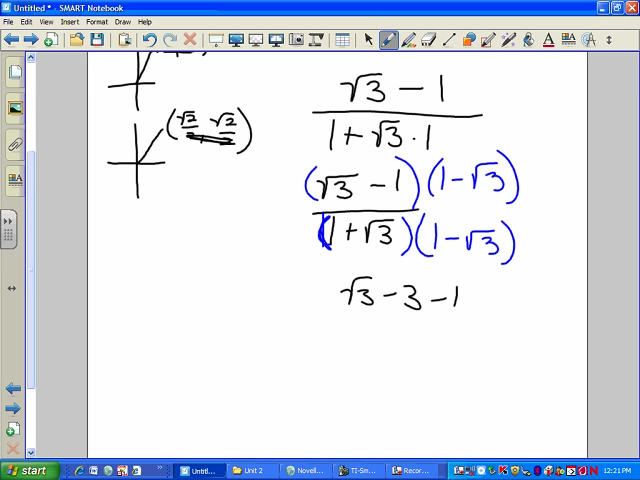 Untitled * - SMART Notebook
File Edit View Insert Format Draw Help
(√2/2, √2/2)
√3 - 1
1 + √3 · 1
(√3 - 1)(1 - √3)
(1 + √3)(1 - √3)
√3 - 3 - 1
start
Untitl...
Unit 2
Novell...
TI-Sm...
Recor...
12:21 PM